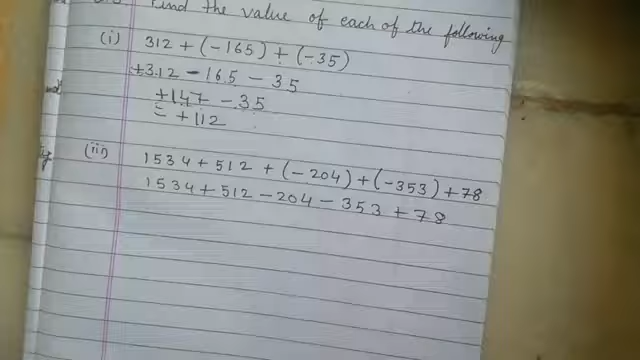 Find the value of each of the following
(i) 312 + (-165) + (-35)
+312 - 165 - 35
+147 - 35
= +112
(ii) 1534 + 512 + (-204) + (-353) + 78
1534 + 512 - 204 - 353 + 78